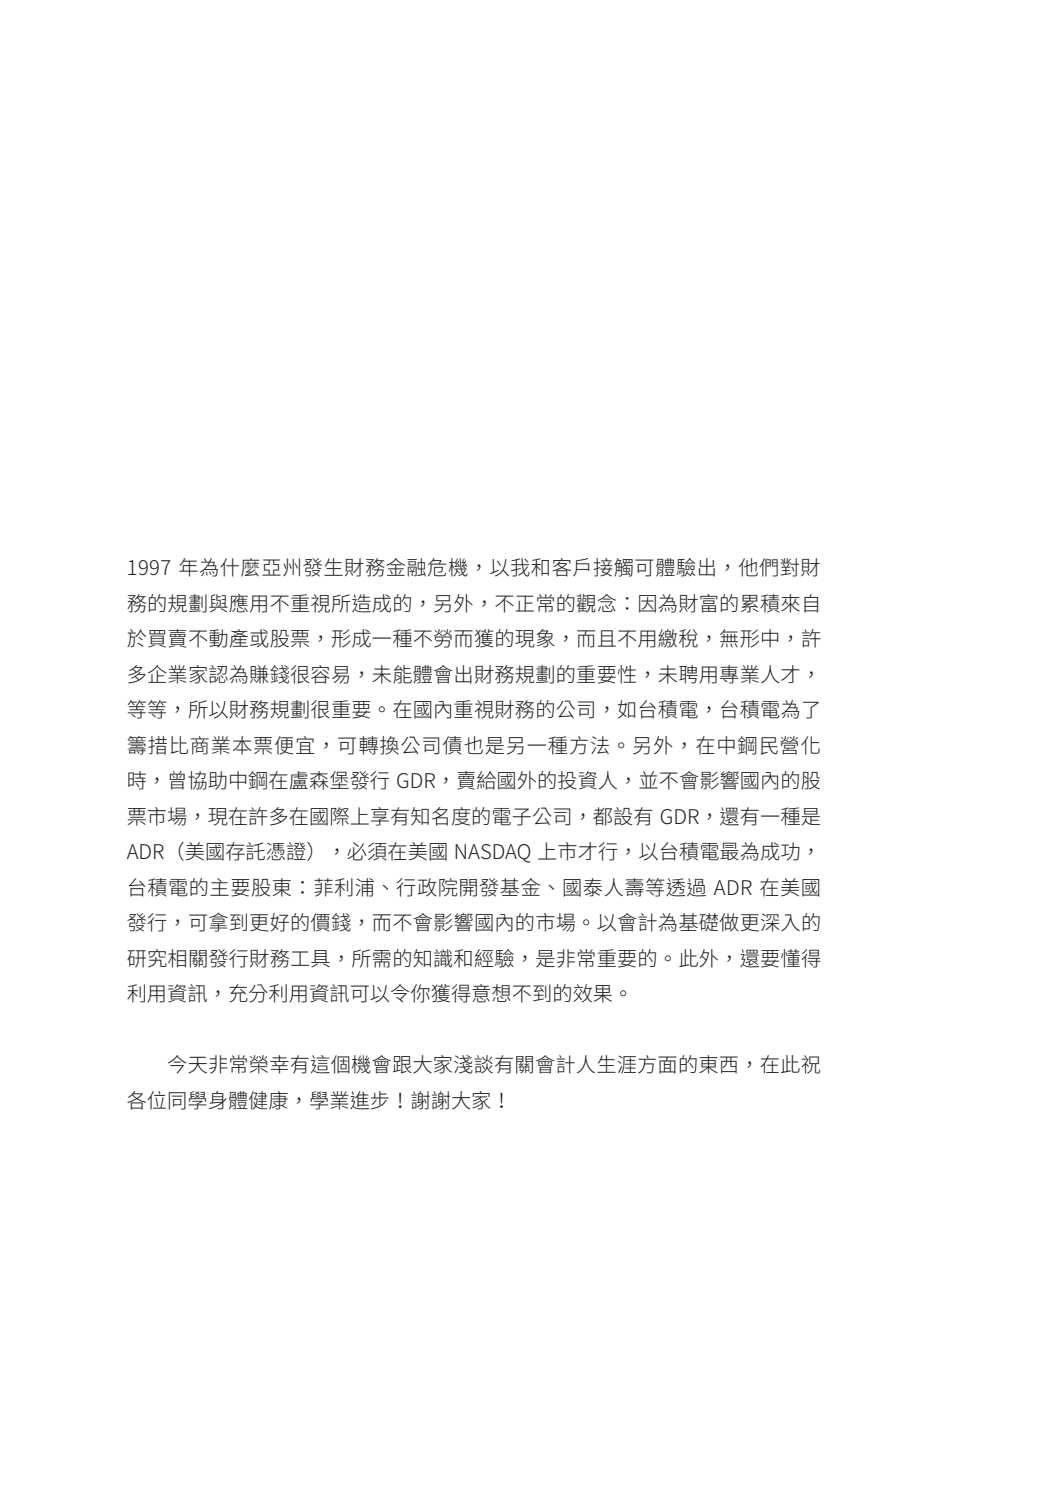 1997 年為什麼亞州發生財務金融危機，以我和客戶接觸可體驗出，他們對財
務的規劃與應用不重視所造成的，另外，不正常的觀念：因為財富的累積來自
於買賣不動產或股票，形成一種不勞而獲的現象，而且不用繳稅，無形中，許
多企業家認為賺錢很容易，未能體會出財務規劃的重要性，未聘用專業人才，
等等，所以財務規劃很重要。在國內重視財務的公司，如台積電，台積電為了
籌措比商業本票便宜，可轉換公司債也是另一種方法。另外，在中鋼民營化
時，曾協助中鋼在盧森堡發行 GDR，賣給國外的投資人，並不會影響國內的股
票市場，現在許多在國際上享有知名度的電子公司，都設有 GDR，還有一種是
ADR（美國存託憑證），必須在美國 NASDAQ 上市才行，以台積電最為成功，
台積電的主要股東：菲利浦、行政院開發基金、國泰人壽等透過 ADR 在美國
發行，可拿到更好的價錢，而不會影響國內的市場。以會計為基礎做更深入的
研究相關發行財務工具，所需的知識和經驗，是非常重要的。此外，還要懂得
利用資訊，充分利用資訊可以令你獲得意想不到的效果。
今天非常榮幸有這個機會跟大家淺談有關會計人生涯方面的東西，在此祝
各位同學身體健康，學業進步！謝謝大家！